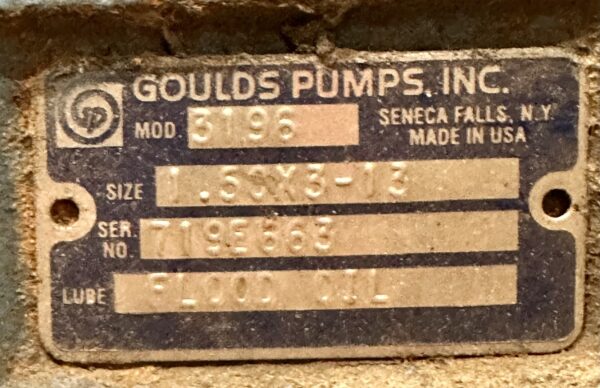 GOULDS PUMPS, INC.
MOD. 3196
SENECA FALLS, N.Y.
MADE IN USA
SIZE 1.50X3-13
SER. NO. 719E663
LUBE FLOOD OIL